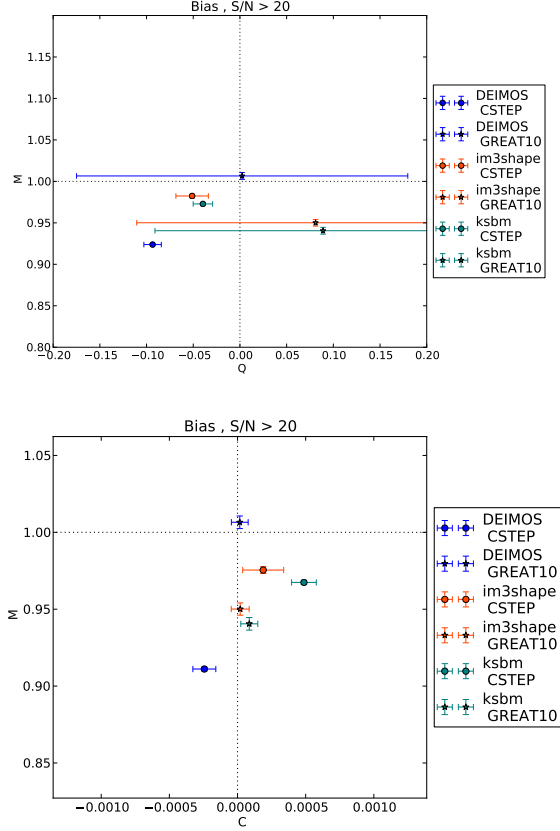 Bias , S/N > 20
1.15
1.10
1.05
1.00
0.95
0.90
0.85
0.80
M
−0.20
−0.15
−0.10
−0.05
0.00
0.05
0.10
0.15
0.20
Q
DEIMOS
CSTEP
DEIMOS
GREAT10
im3shape
CSTEP
im3shape
GREAT10
ksbm
CSTEP
ksbm
GREAT10
Bias , S/N > 20
1.05
1.00
0.95
0.90
0.85
M
−0.0010
−0.0005
0.0000
0.0005
0.0010
C
DEIMOS
CSTEP
DEIMOS
GREAT10
im3shape
CSTEP
im3shape
GREAT10
ksbm
CSTEP
ksbm
GREAT10